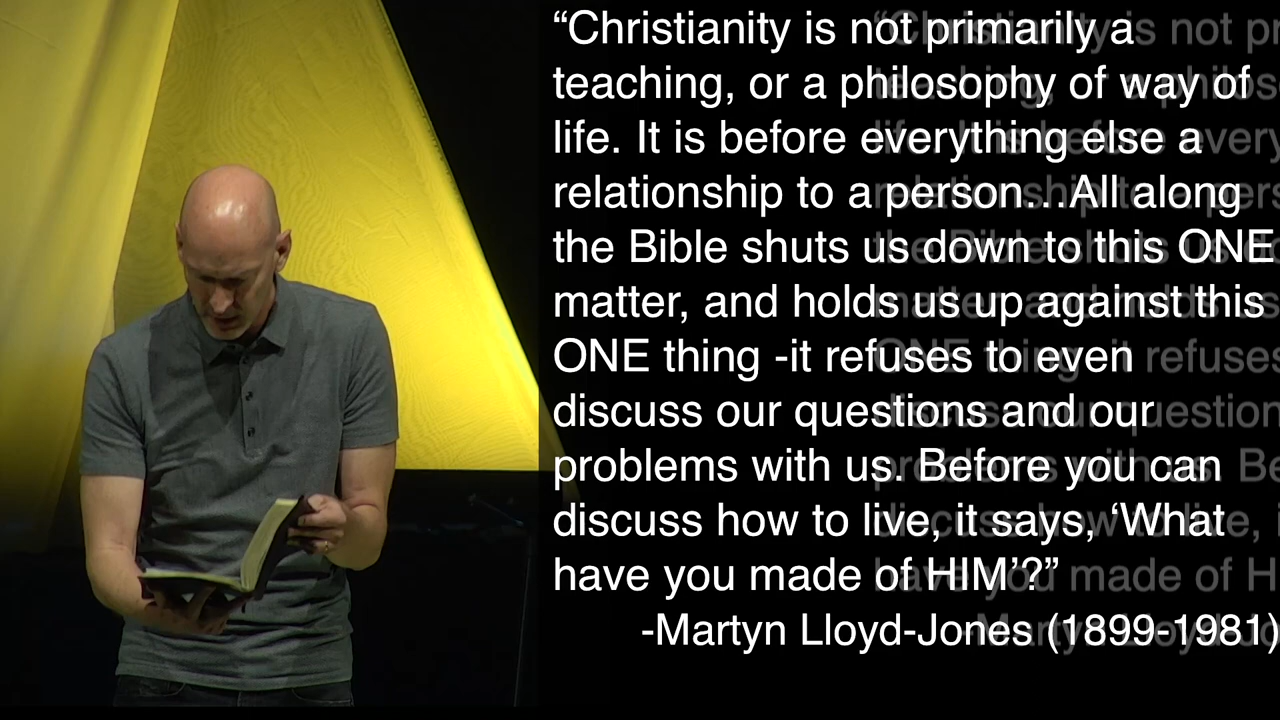 “Christianity is not primarily a
teaching, or a philosophy of way of
life. It is before everything else a
relationship to a person...All along
the Bible shuts us down to this ONE
matter, and holds us up against this
ONE thing -it refuses to even
discuss our questions and our
problems with us. Before you can
discuss how to live, it says, ‘What
have you made of HIM’?”
-Martyn Lloyd-Jones (1899-1981)